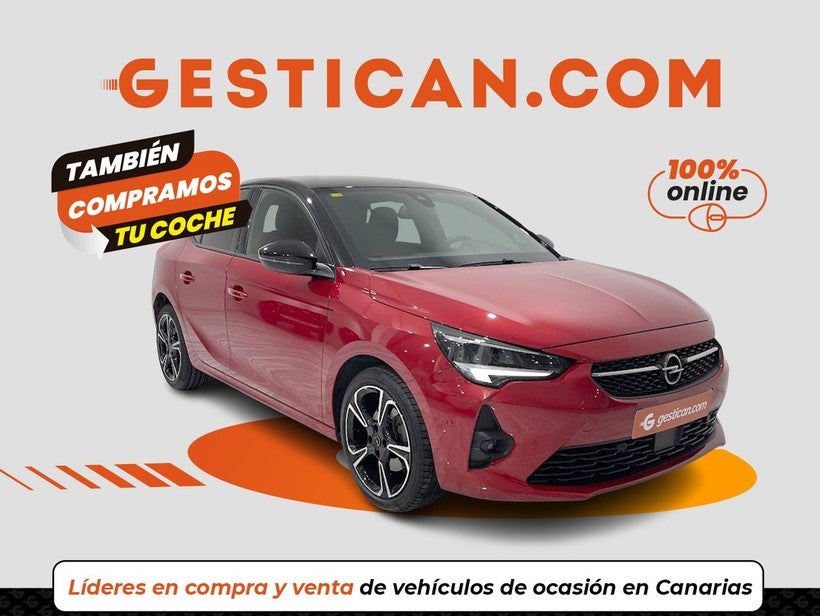 GESTICAN.COM
TAMBIÉN
COMPRAMOS
TU COCHE
100%
online
gestican.com
Líderes en compra y venta de vehículos de ocasión en Canarias